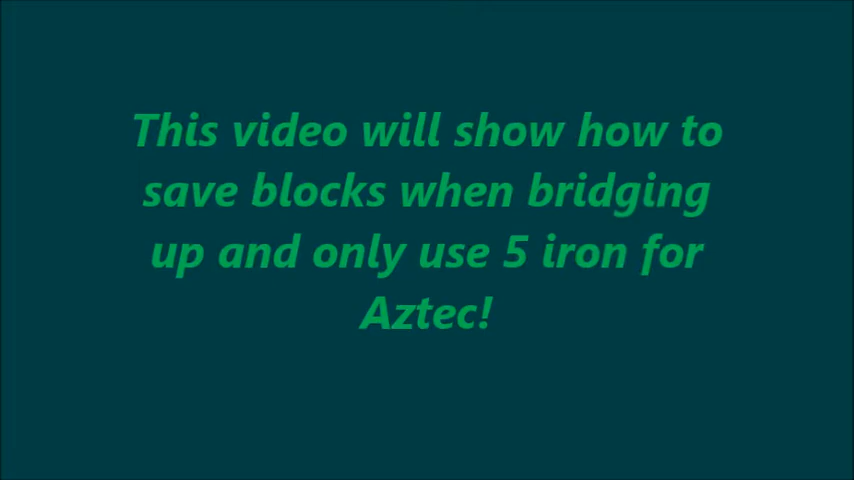 This video will show how to
save blocks when bridging
up and only use 5 iron for
Aztec!